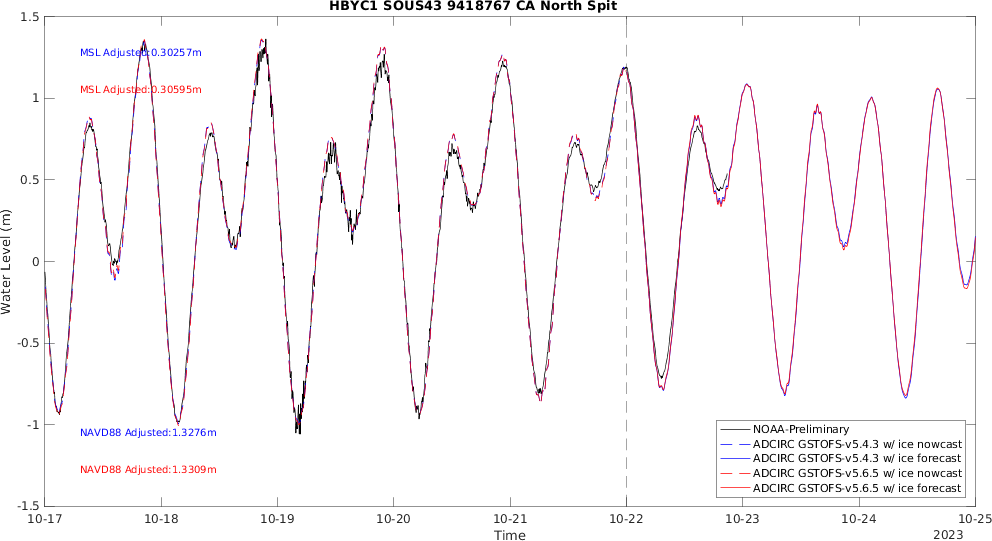 HBYC1 SOUS43 9418767 CA North Spit
1.5
MSL Adjusted:0.30257m
MSL Adjusted:0.30595m
1
0.5
Water Level (m)
0
-0.5
-1
NAVD88 Adjusted:1.3276m
NAVD88 Adjusted:1.3309m
NOAA-Preliminary
ADCIRC GSTOFS-v5.4.3 w/ ice nowcast
ADCIRC GSTOFS-v5.4.3 w/ ice forecast
ADCIRC GSTOFS-v5.6.5 w/ ice nowcast
ADCIRC GSTOFS-v5.6.5 w/ ice forecast
-1.5
10-17 10-18 10-19 10-20 10-21 10-22 10-23 10-24 10-25
Time
2023